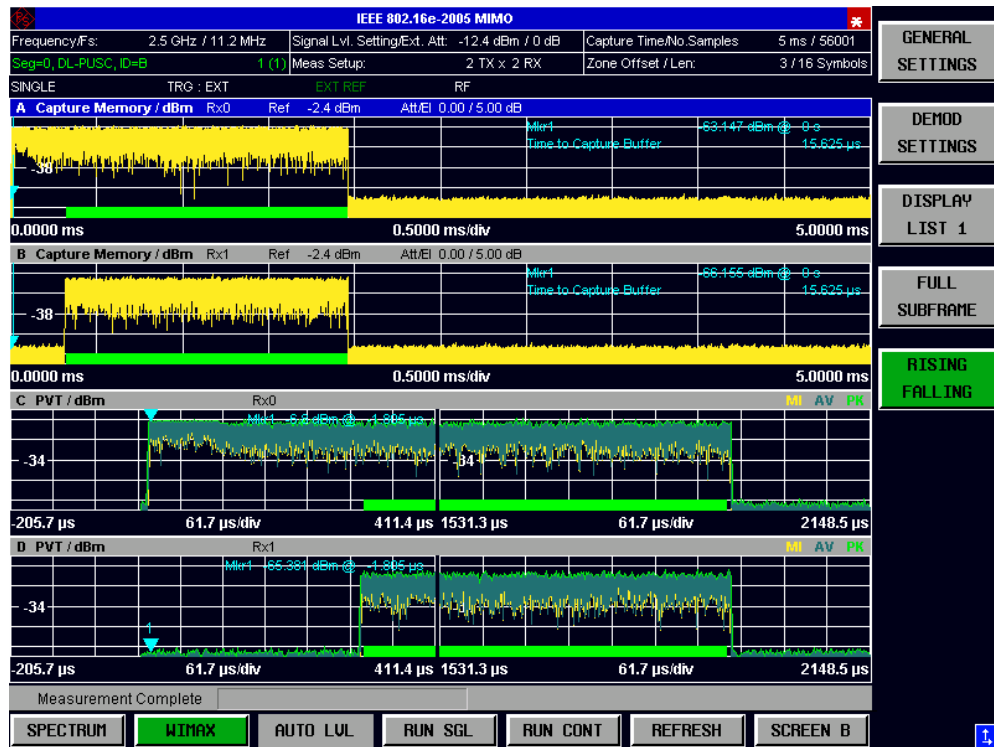 IEEE 802.16e-2005 MIMO
Frequency/Fs: 2.5 GHz / 11.2 MHz Signal Lvl. Setting/Ext. Att: -12.4 dBm / 0 dB Capture Time/No.Samples 5 ms / 56001
Seg=0, DL-PUSC, ID=B 1 (1) Meas Setup: 2 TX x 2 RX Zone Offset / Len: 3 / 16 Symbols
SINGLE TRG : EXT EXT REF RF
A Capture Memory / dBm Rx0 Ref -2.4 dBm Att/El 0.00 / 5.00 dB
Mkr1 -63.147 dBm @ 0 s
Time to Capture Buffer 15.625 µs
-38
0.0000 ms 0.5000 ms/div 5.0000 ms
B Capture Memory / dBm Rx1 Ref -2.4 dBm Att/El 0.00 / 5.00 dB
Mkr1 -66.155 dBm @ 0 s
Time to Capture Buffer 15.625 µs
-38
0.0000 ms 0.5000 ms/div 5.0000 ms
C PVT / dBm Rx0 MI AV PK
Mkr1 -6.8 dBm @ -1.805 µs
-34 -34
-205.7 µs 61.7 µs/div 411.4 µs 1531.3 µs 61.7 µs/div 2148.5 µs
D PVT / dBm Rx1 MI AV PK
Mkr1 -65.381 dBm @ -1.805 µs
-34 -34
1
-205.7 µs 61.7 µs/div 411.4 µs 1531.3 µs 61.7 µs/div 2148.5 µs
Measurement Complete
SPECTRUM WIMAX AUTO LVL RUN SGL RUN CONT REFRESH SCREEN B
GENERAL
SETTINGS
DEMOD
SETTINGS
DISPLAY
LIST 1
FULL
SUBFRAME
RISING
FALLING